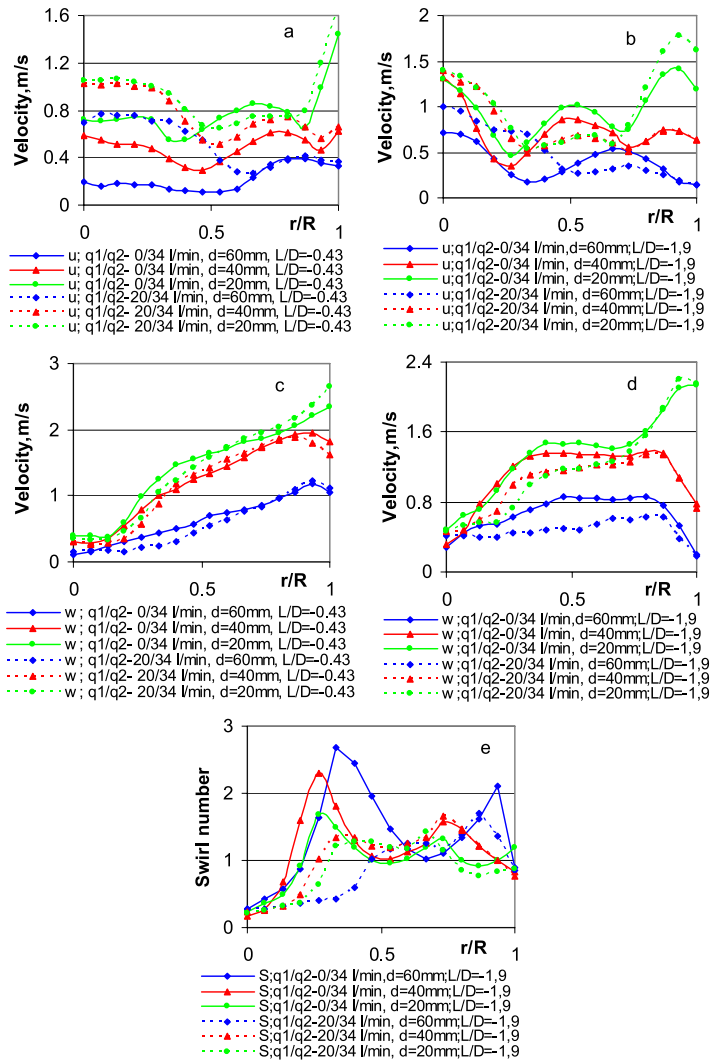 a
Velocity,m/s
1.6
1.2
0.8
0.4
0
0
0.5
1
r/R
u; q1/q2- 0/34 l/min, d=60mm, L/D=-0.43
u; q1/q2- 0/34 l/min, d=40mm, L/D=-0.43
u; q1/q2- 0/34 l/min, d=20mm, L/D=-0.43
u; q1/q2-20/34 l/min, d=60mm, L/D=-0.43
u; q1/q2- 20/34 l/min, d=40mm, L/D=-0.43
u; q1/q2- 20/34 l/min, d=20mm, L/D=-0.43
b
Velocity,m/s
2
1.5
1
0.5
0
0
0.5
1
r/R
u;q1/q2-0/34 l/min,d=60mm;L/D=-1,9
u;q1/q2-0/34 l/min, d=40mm;L/D=-1,9
u;q1/q2-0/34 l/min, d=20mm;L/D=-1,9
u;q1/q2-20/34 l/min, d=60mm;L/D=-1,9
u;q1/q2-20/34 l/min, d=40mm;L/D=-1,9
u;q1/q2-20/34 l/min, d=20mm;L/D=-1,9
c
Velocity,m/s
3
2
1
0
0
0.5
1
r/R
w ; q1/q2- 0/34 l/min, d=60mm, L/D=-0.43
w ; q1/q2- 0/34 l/min, d=40mm, L/D=-0.43
w ; q1/q2- 0/34 l/min, d=20mm, L/D=-0.43
w ; q1/q2-20/34 l/min, d=60mm, L/D=-0.43
w ; q1/q2- 20/34 l/min, d=40mm, L/D=-0.43
w ; q1/q2- 20/34 l/min, d=20mm, L/D=-0.43
d
Velocity,m/s
2.4
1.6
0.8
0
0
0.5
1
r/R
w ;q1/q2-0/34 l/min,d=60mm;L/D=-1,9
w ;q1/q2-0/34 l/min, d=40mm;L/D=-1,9
w ;q1/q2-0/34 l/min, d=20mm;L/D=-1,9
w ;q1/q2-20/34 l/min, d=60mm;L/D=-1,9
w ;q1/q2-20/34 l/min, d=40mm;L/D=-1,9
w ;q1/q2-20/34 l/min, d=20mm;L/D=-1,9
e
Swirl number
3
2
1
0
0
0.5
1
r/R
S;q1/q2-0/34 l/min,d=60mm;L/D=-1,9
S;q1/q2-0/34 l/min, d=40mm;L/D=-1,9
S;q1/q2-0/34 l/min, d=20mm;L/D=-1,9
S;q1/q2-20/34 l/min, d=60mm;L/D=-1,9
S;q1/q2-20/34 l/min, d=40mm;L/D=-1,9
S;q1/q2-20/34 l/min, d=20mm;L/D=-1,9